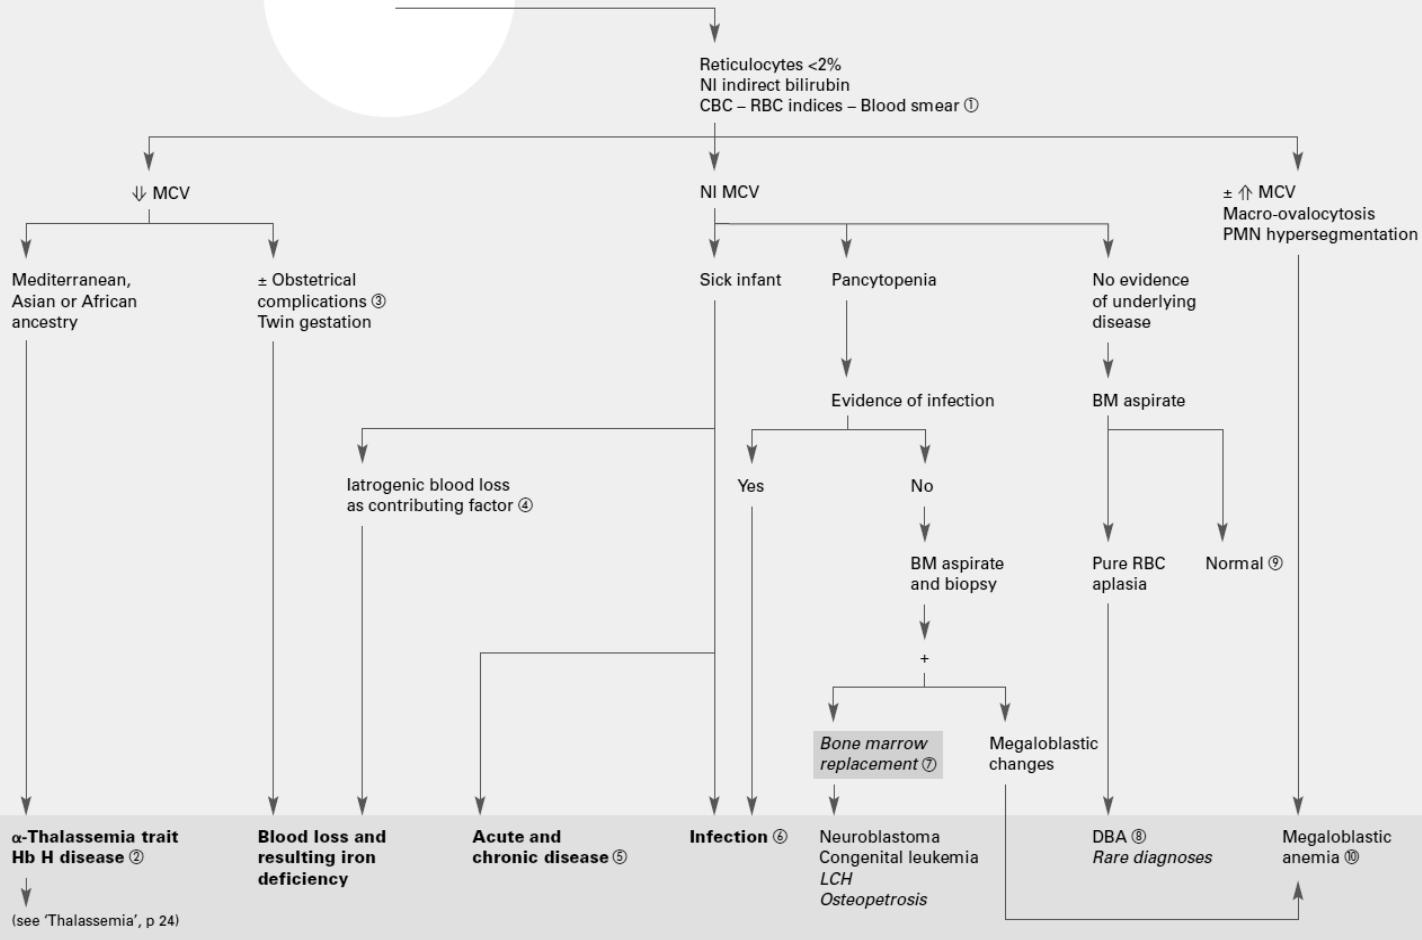 Reticulocytes <2%
Nl indirect bilirubin
CBC – RBC indices – Blood smear ①
⇓ MCV
Nl MCV
± ⇑ MCV
Macro-ovalocytosis
PMN hypersegmentation
Mediterranean,
Asian or African
ancestry
± Obstetrical
complications ③
Twin gestation
Sick infant
Pancytopenia
No evidence
of underlying
disease
Evidence of infection
BM aspirate
Iatrogenic blood loss
as contributing factor ④
Yes
No
BM aspirate
and biopsy
Pure RBC
aplasia
Normal ⑨
+
Bone marrow
replacement ⑦
Megaloblastic
changes
α-Thalassemia trait
Hb H disease ②
(see ‘Thalassemia’, p 24)
Blood loss and
resulting iron
deficiency
Acute and
chronic disease ⑤
Infection ⑥
Neuroblastoma
Congenital leukemia
LCH
Osteopetrosis
DBA ⑧
Rare diagnoses
Megaloblastic
anemia ⑩